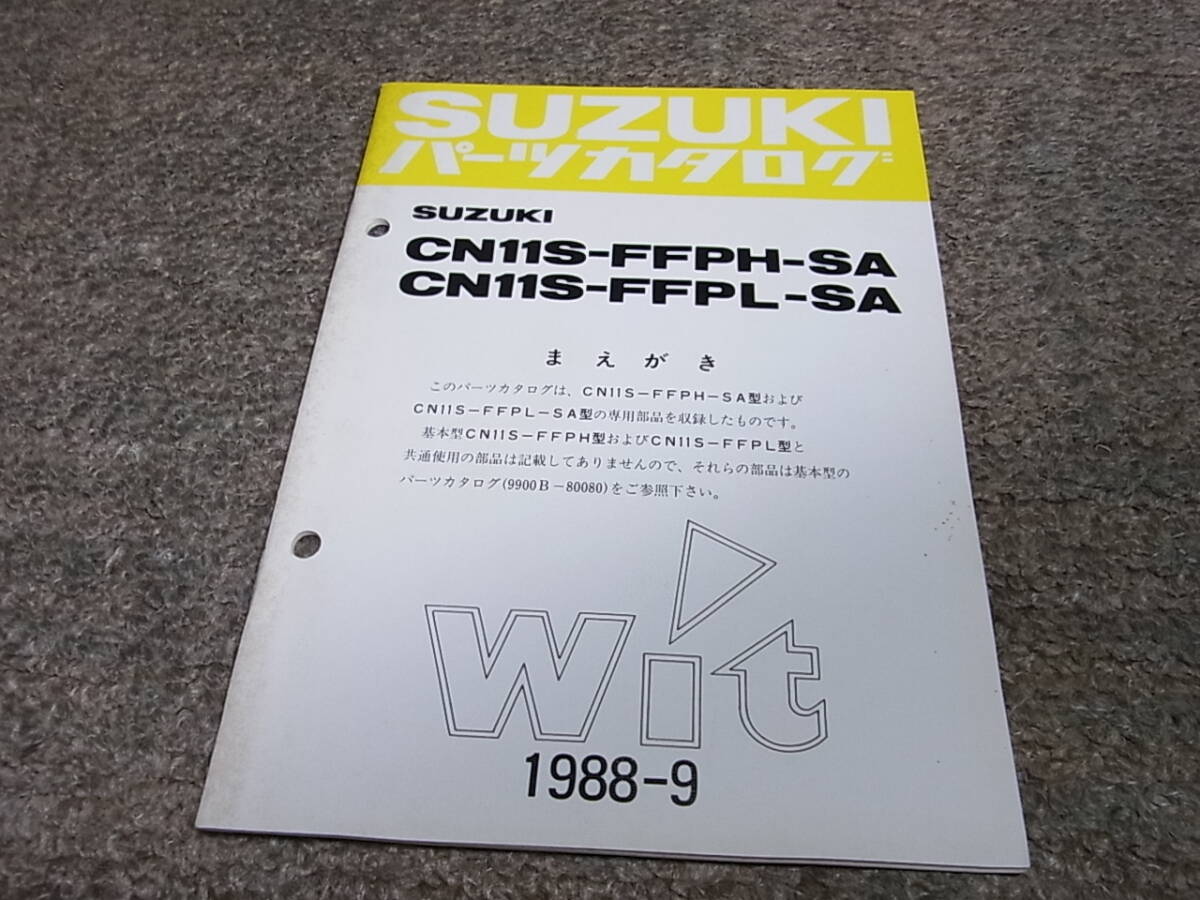 SUZUKI
パーツカタログ
SUZUKI
CN11S-FFPH-SA
CN11S-FFPL-SA
まえがき
このパーツカタログは、CN11S-FFPH-SA型および
CN11S-FFPL-SA型の専用部品を収録したものです。
基本型CN11S-FFPH型およびCN11S-FFPL型と
共通使用の部品は記載してありませんので、それらの部品は基本型の
パーツカタログ(9900B-80080)をご参照下さい。
wit
1988-9